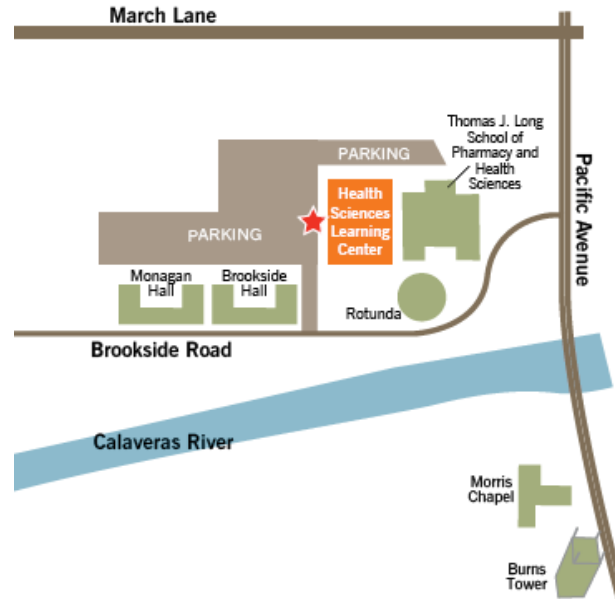 March Lane
Thomas J. Long
School of
Pharmacy and
Health
Sciences
PARKING
Pacific Avenue
Health
Sciences
Learning
Center
PARKING
Monagan
Hall
Brookside
Hall
Rotunda
Brookside Road
Calaveras River
Morris
Chapel
Burns
Tower